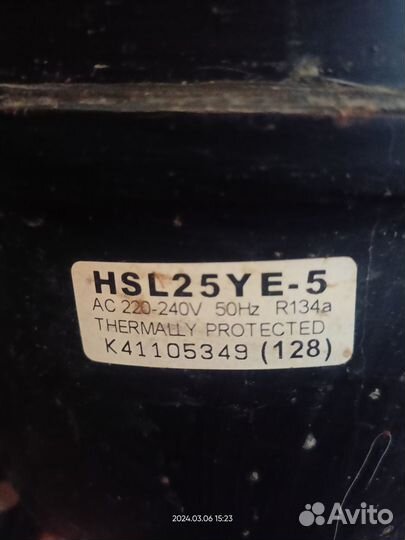 HSL25YE-5
AC 220-240V 50Hz R134a
THERMALLY PROTECTED
K41105349 (128)
2024.03.06 15:23
Avito